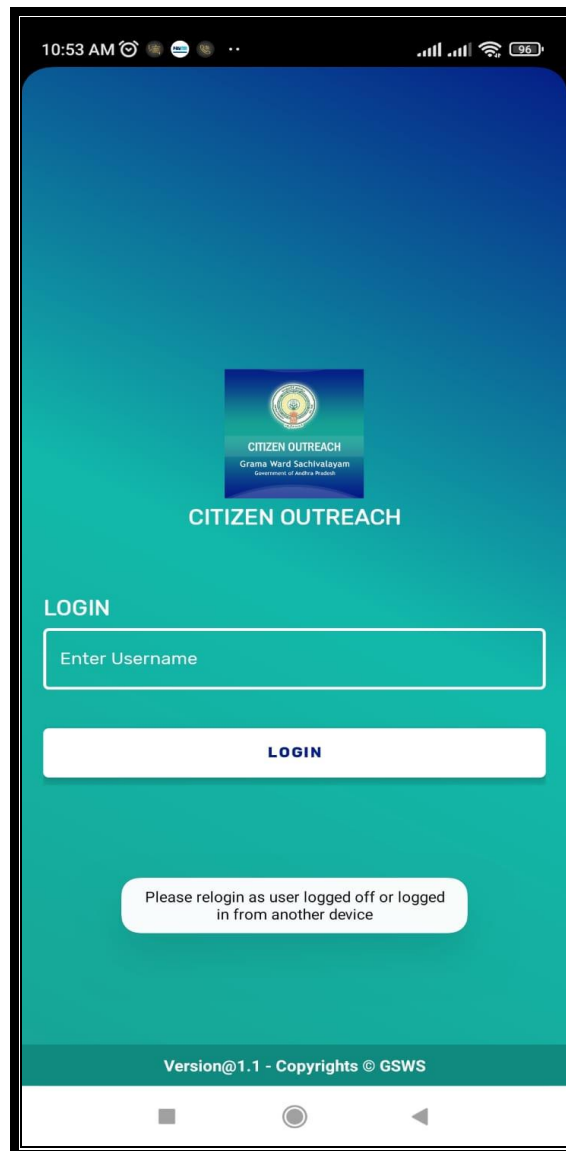 10:53 AM
96
CITIZEN OUTREACH
Grama Ward Sachivalayam
Government of Andhra Pradesh
CITIZEN OUTREACH
LOGIN
Enter Username
LOGIN
Please relogin as user logged off or logged
in from another device
Version@1.1 - Copyrights © GSWS